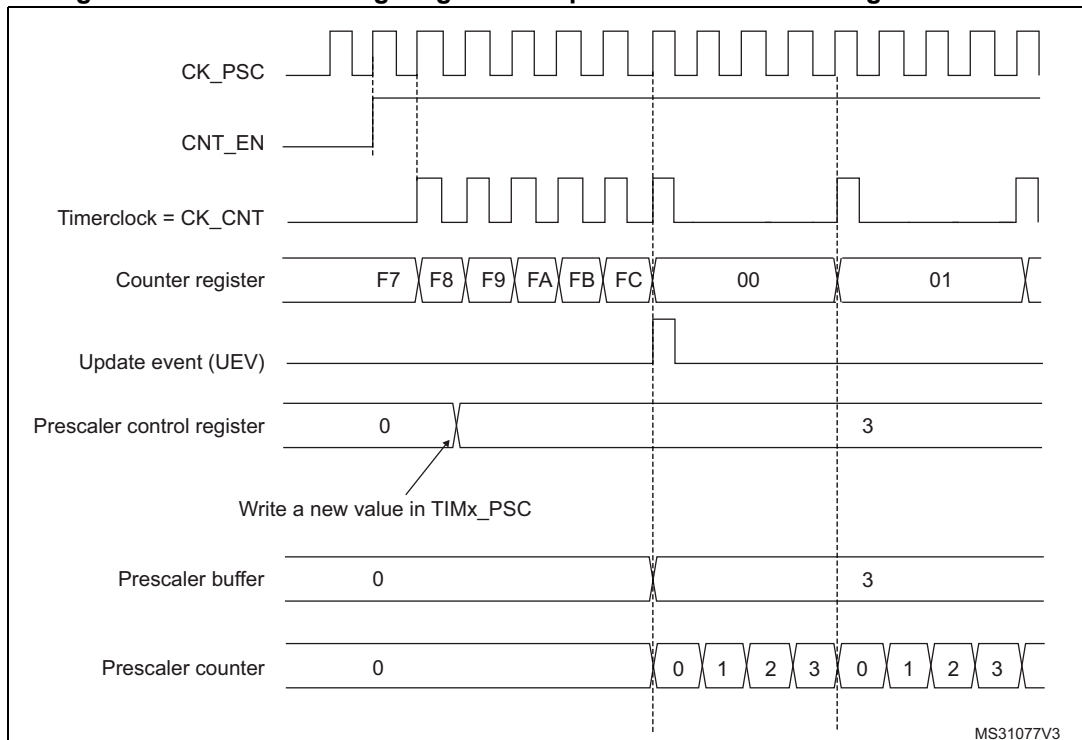 CK_PSC
CNT_EN
Timerclock = CK_CNT
Counter register F7 F8 F9 FA FB FC 00 01
Update event (UEV)
Prescaler control register 0 3
Write a new value in TIMx_PSC
Prescaler buffer 0 3
Prescaler counter 0 0 1 2 3 0 1 2 3
MS31077V3